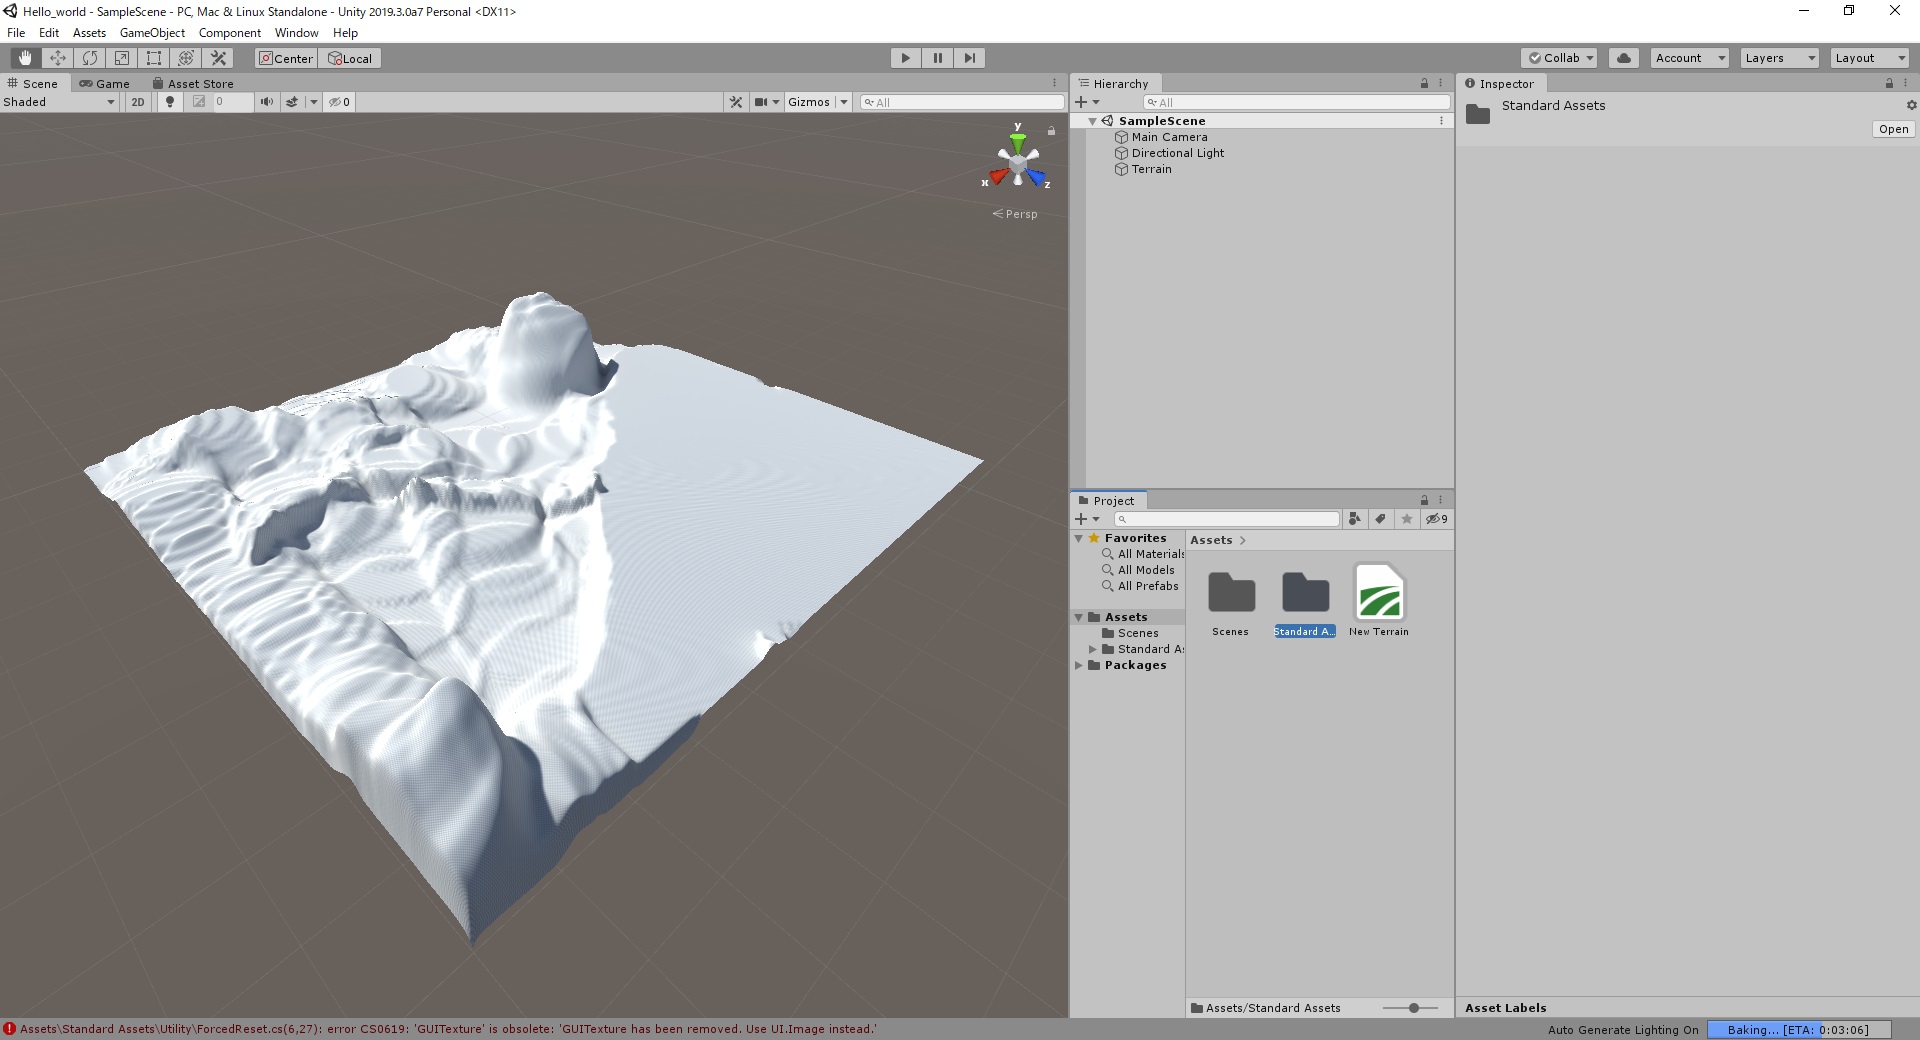 Hello_world - SampleScene - PC, Mac & Linux Standalone - Unity 2019.3.0a7 Personal <DX11>
File Edit Assets GameObject Component Window Help
Center Local
Collab Account Layers Layout
Scene Game Asset Store
Shaded 2D 0 0 Gizmos All
y
x
z
Persp
Hierarchy
All
SampleScene
Main Camera
Directional Light
Terrain
Project
9
Favorites
All Materials
All Models
All Prefabs
Assets
Scenes
Standard As
Packages
Assets
Scenes
Standard A...
New Terrain
Assets/Standard Assets
Inspector
Standard Assets
Open
Asset Labels
Assets\Standard Assets\Utility\ForcedReset.cs(6,27): error CS0619: 'GUITexture' is obsolete: 'GUITexture has been removed. Use UI.Image instead.'
Auto Generate Lighting On
Baking... [ETA: 0:03:06]